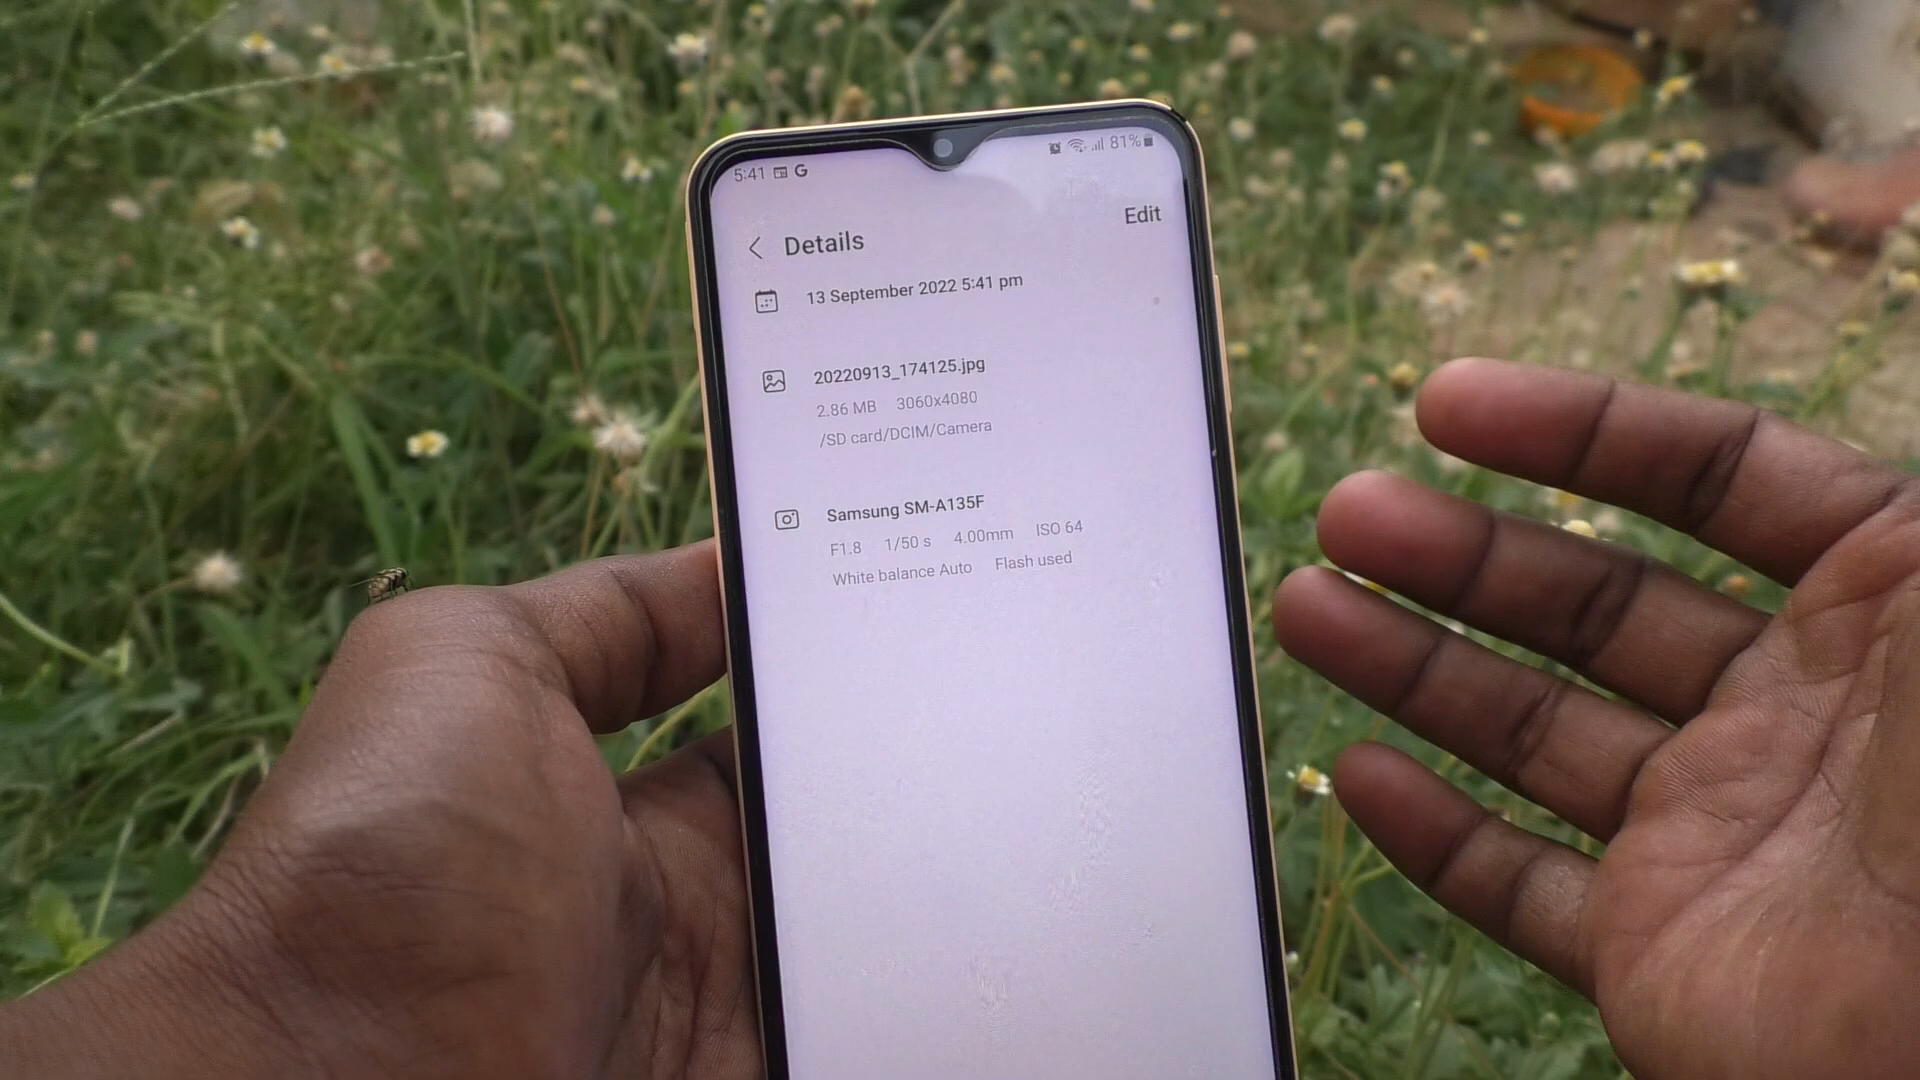 5:41 G 81%
Edit
Details
13 September 2022 5:41 pm
20220913_174125.jpg
2.86 MB 3060x4080
/SD card/DCIM/Camera
Samsung SM-A135F
F1.8 1/50 s 4.00mm ISO 64
White balance Auto Flash used